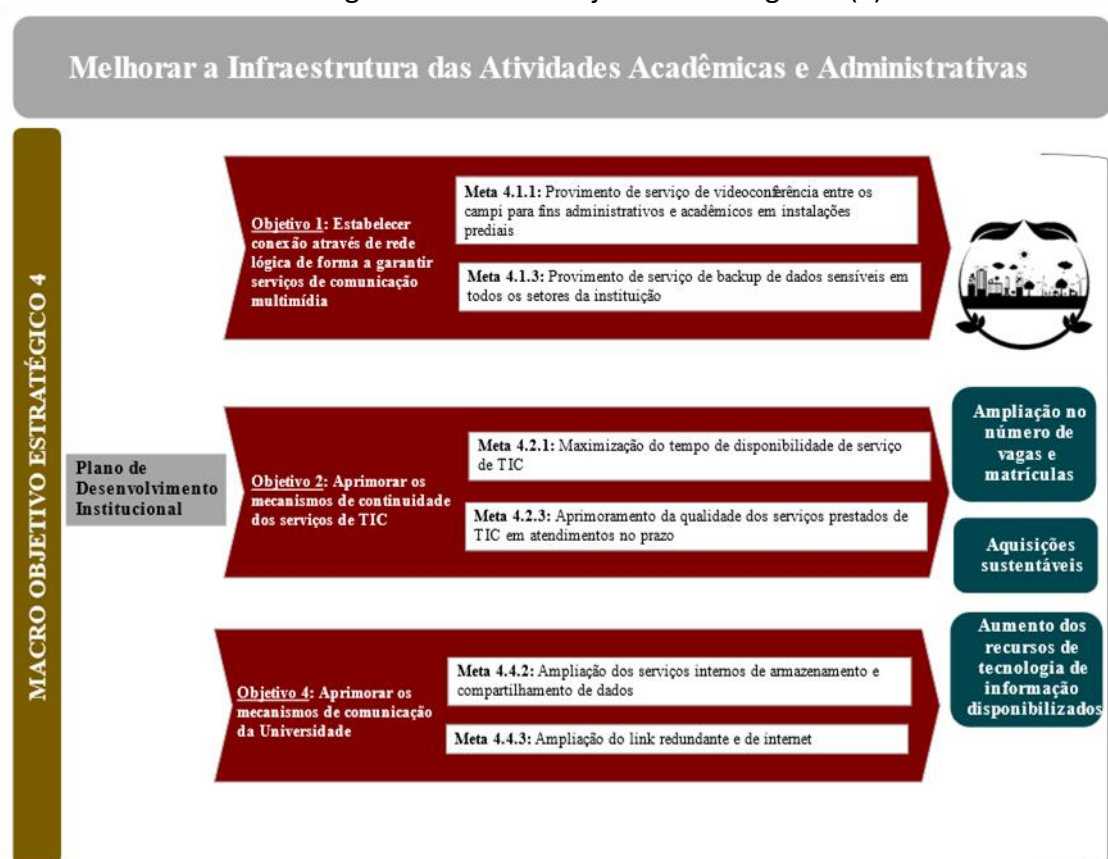 Melhorar a Infraestrutura das Atividades Acadêmicas e Administrativas
MACRO OBJETIVO ESTRATÉGICO 4
Plano de
Desenvolvimento
Institucional
Objetivo 1: Estabelecer
conexão através de rede
lógica de forma a garantir
serviços de comunicação
multimídia
Meta 4.1.1: Provimento de serviço de videoconferência entre os
campi para fins administrativos e acadêmicos em instalações
prediais
Meta 4.1.3: Provimento de serviço de backup de dados sensíveis em
todos os setores da instituição
Objetivo 2: Aprimorar os
mecanismos de continuidade
dos serviços de TIC
Meta 4.2.1: Maximização do tempo de disponibilidade de serviço
de TIC
Meta 4.2.3: Aprimoramento da qualidade dos serviços prestados de
TIC em atendimentos no prazo
Objetivo 4: Aprimorar os
mecanismos de comunicação
da Universidade
Meta 4.4.2: Ampliação dos serviços internos de armazenamento e
compartilhamento de dados
Meta 4.4.3: Ampliação do link redundante e de internet
Ampliação no
número de
vagas e
matrículas
Aquisições
sustentáveis
Aumento dos
recursos de
tecnologia de
informação
disponibilizados